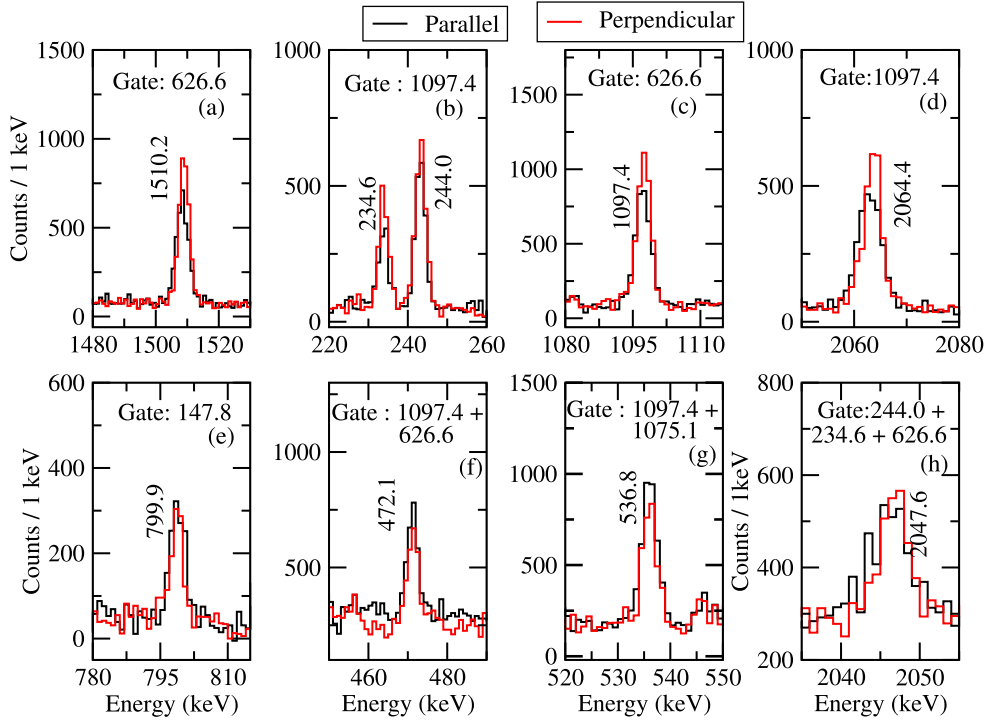 Parallel
Perpendicular
1500
1000
500
0
Counts / 1 keV
Gate: 626.6
(a)
1510.2
1480
1500
1520
1000
500
0
Gate : 1097.4
(b)
234.6
244.0
220
240
260
1500
1000
500
0
Gate: 626.6
(c)
1097.4
1080
1095
1110
1000
500
0
Gate:1097.4
(d)
2064.4
2060
2080
600
400
200
0
Counts / 1 keV
Gate: 147.8
(e)
799.9
780
795
810
Energy (keV)
1000
500
Gate : 1097.4 +
626.6
(f)
472.1
460
480
Energy (keV)
1500
1000
500
0
Gate : 1097.4 +
1075.1
(g)
536.8
520
530
540
550
Energy (keV)
800
600
400
200
Counts / 1keV
Gate:244.0 +
234.6 + 626.6
(h)
2047.6
2040
2050
Energy (keV)